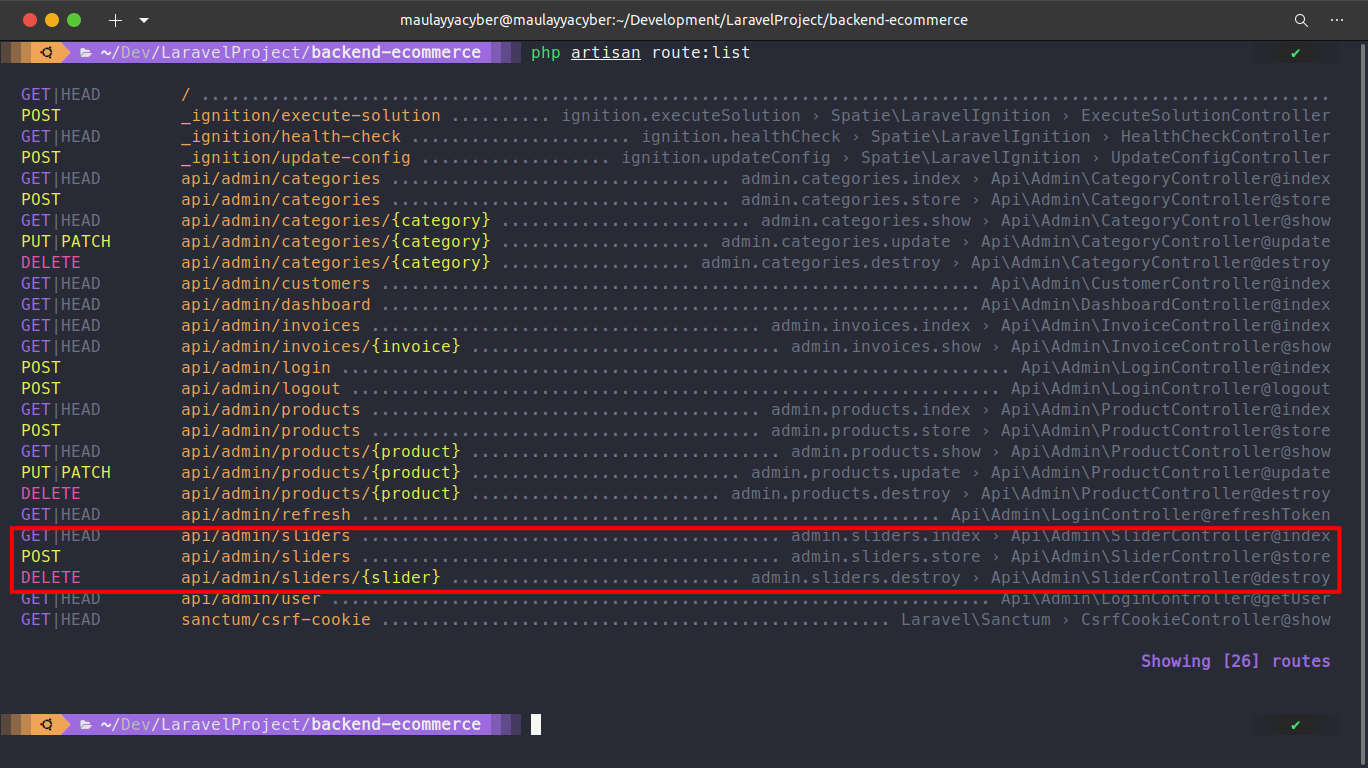 maulayyacyber@maulayyacyber:~/Development/LaravelProject/backend-ecommerce
~/Dev/LaravelProject/backend-ecommerce php artisan route:list ✔
GET|HEAD / .................................................................................................................
POST _ignition/execute-solution .......... ignition.executeSolution › Spatie\LaravelIgnition › ExecuteSolutionController
GET|HEAD _ignition/health-check ...................... ignition.healthCheck › Spatie\LaravelIgnition › HealthCheckController
POST _ignition/update-config ................... ignition.updateConfig › Spatie\LaravelIgnition › UpdateConfigController
GET|HEAD api/admin/categories .................................. admin.categories.index › Api\Admin\CategoryController@index
POST api/admin/categories .................................. admin.categories.store › Api\Admin\CategoryController@store
GET|HEAD api/admin/categories/{category} ......................... admin.categories.show › Api\Admin\CategoryController@show
PUT|PATCH api/admin/categories/{category} ..................... admin.categories.update › Api\Admin\CategoryController@update
DELETE api/admin/categories/{category} ................... admin.categories.destroy › Api\Admin\CategoryController@destroy
GET|HEAD api/admin/customers ............................................................ Api\Admin\CustomerController@index
GET|HEAD api/admin/dashboard ........................................................... Api\Admin\DashboardController@index
GET|HEAD api/admin/invoices ....................................... admin.invoices.index › Api\Admin\InvoiceController@index
GET|HEAD api/admin/invoices/{invoice} ............................... admin.invoices.show › Api\Admin\InvoiceController@show
POST api/admin/login ................................................................... Api\Admin\LoginController@index
POST api/admin/logout ................................................................. Api\Admin\LoginController@logout
GET|HEAD api/admin/products ....................................... admin.products.index › Api\Admin\ProductController@index
POST api/admin/products ....................................... admin.products.store › Api\Admin\ProductController@store
GET|HEAD api/admin/products/{product} ............................... admin.products.show › Api\Admin\ProductController@show
PUT|PATCH api/admin/products/{product} ........................... admin.products.update › Api\Admin\ProductController@update
DELETE api/admin/products/{product} ......................... admin.products.destroy › Api\Admin\ProductController@destroy
GET|HEAD api/admin/refresh .......................................................... Api\Admin\LoginController@refreshToken
GET|HEAD api/admin/sliders .......................................... admin.sliders.index › Api\Admin\SliderController@index
POST api/admin/sliders .......................................... admin.sliders.store › Api\Admin\SliderController@store
DELETE api/admin/sliders/{slider} ............................. admin.sliders.destroy › Api\Admin\SliderController@destroy
GET|HEAD api/admin/user .................................................................. Api\Admin\LoginController@getUser
GET|HEAD sanctum/csrf-cookie ................................................... Laravel\Sanctum › CsrfCookieController@show
Showing [26] routes
~/Dev/LaravelProject/backend-ecommerce ✔